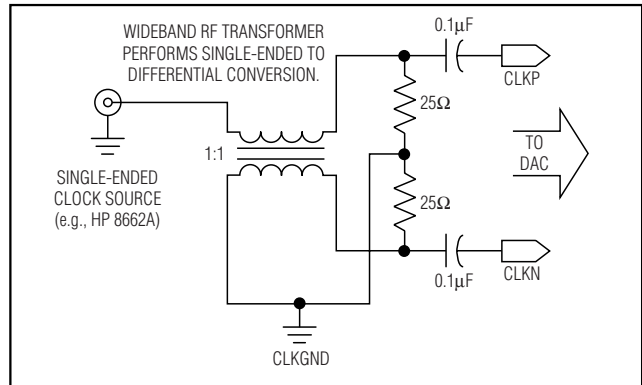 WIDEBAND RF TRANSFORMER
PERFORMS SINGLE-ENDED TO
DIFFERENTIAL CONVERSION.
0.1µF
CLKP
25Ω
1:1
TO
DAC
SINGLE-ENDED
CLOCK SOURCE
(e.g., HP 8662A)
25Ω
0.1µF
CLKN
CLKGND